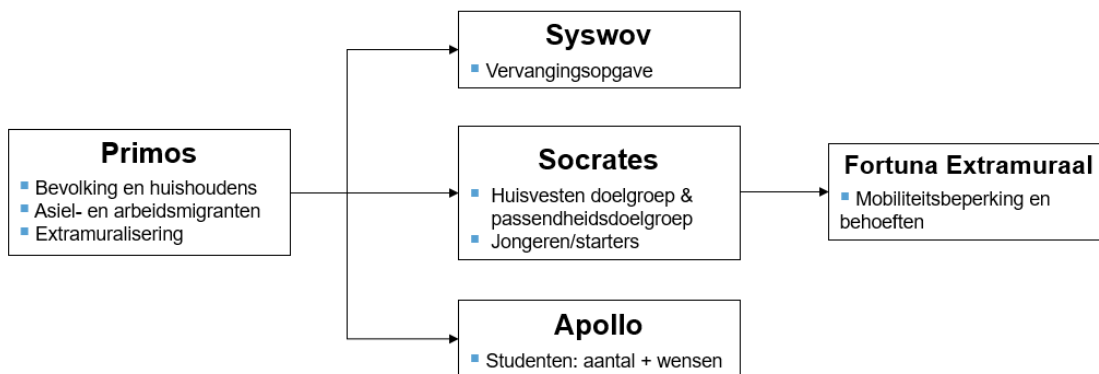 Primos
Bevolking en huishoudens
Asiel- en arbeidsmigranten
Extramuralisering
Syswov
Vervangingsopgave
Socrates
Huisvesten doelgroep &
passendheidsdoelgroep
Jongeren/starters
Apollo
Studenten: aantal + wensen
Fortuna Extramuraal
Mobiliteitsbeperking en
behoeften